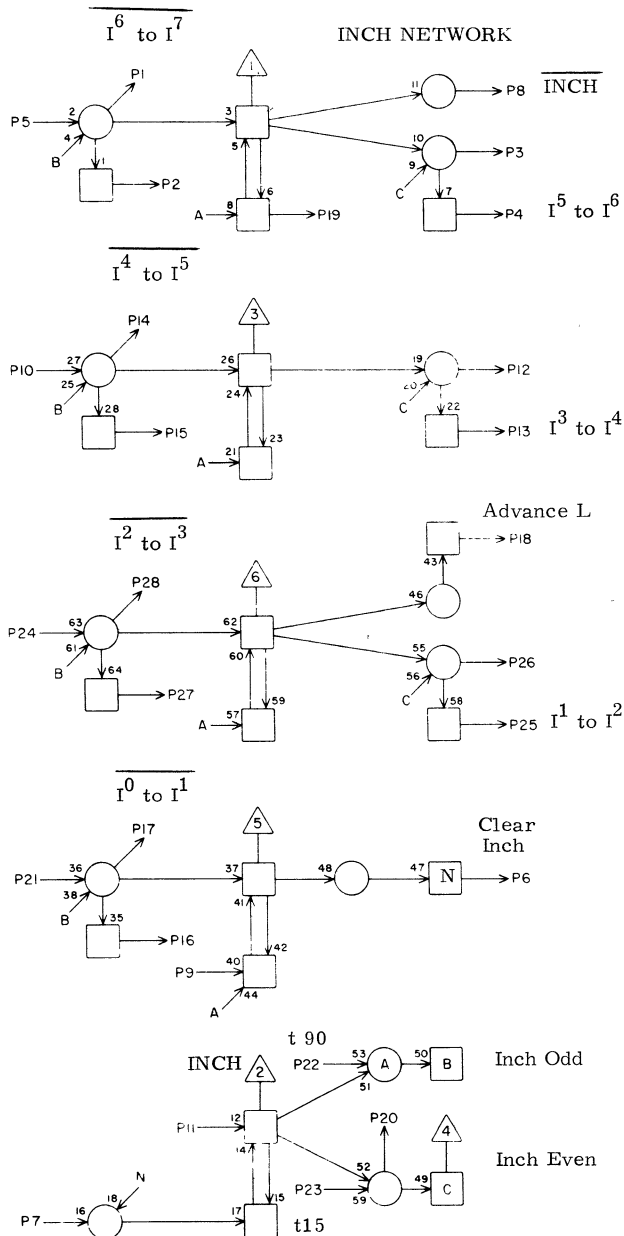 I⁶ to I⁷
INCH NETWORK
P1
1
P5
2
4
B
1
P2
3
5
6
A
8
P19
11
P8
INCH
10
9
C
P3
7
P4
I⁵ to I⁶
I⁴ to I⁵
P14
3
P10
27
25
B
28
P15
26
24
23
A
21
19
20
C
P12
22
P13
I³ to I⁴
I² to I³
Advance L
P28
6
43
P18
P24
63
61
B
64
P27
62
60
59
A
57
46
55
56
C
P26
58
P25
I¹ to I²
I⁰ to I¹
P17
5
Clear
Inch
P21
36
38
B
35
P16
37
41
42
48
47
N
P6
P9
40
44
A
t 90
INCH
2
P22
53
51
A
50
B
Inch Odd
P11
12
14
15
P20
4
52
P23
59
49
C
Inch Even
N
P7
16
18
17
t15